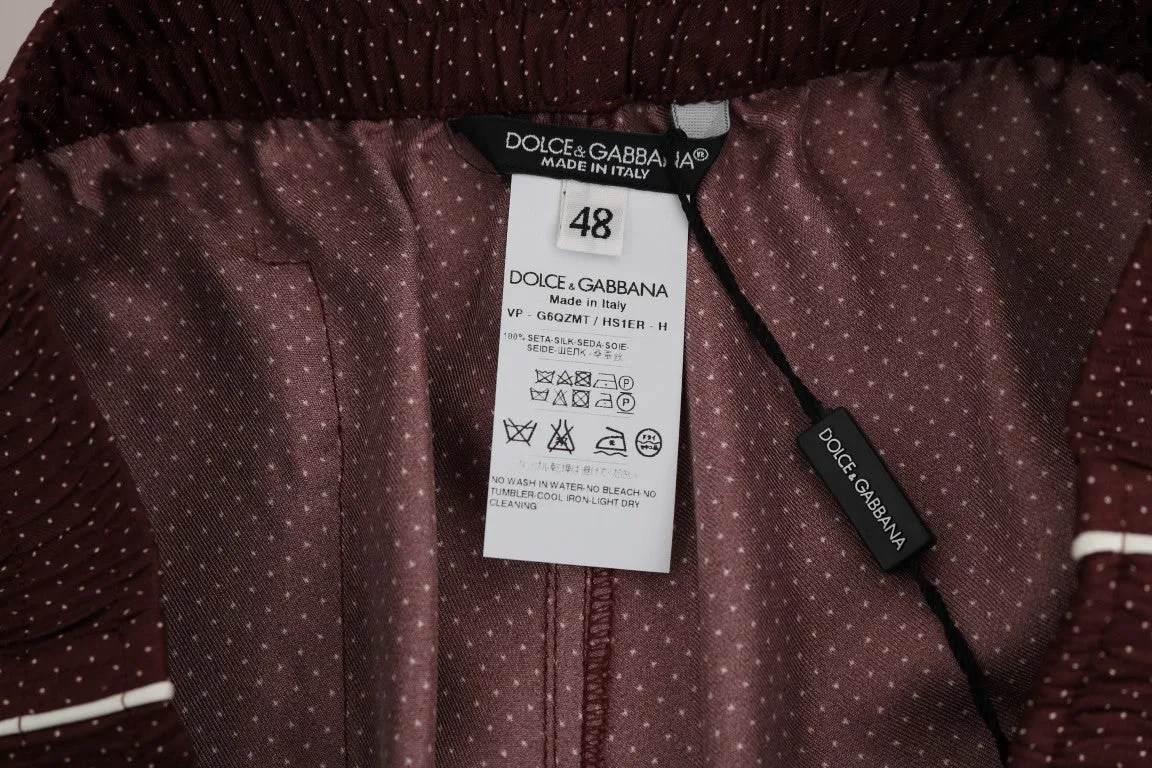 DOLCE & GABBANA®
MADE IN ITALY
48
DOLCE & GABBANA
Made in Italy
VP - G6QZMT / HS1ER - H
100% SETA-SILK-SEDA-SOIE-
SEIDE-ШЕЛК-
P
P
NO WASH IN WATER-NO BLEACH-NO
TUMBLER-COOL IRON-LIGHT DRY
CLEANING
DOLCE & GABBANA